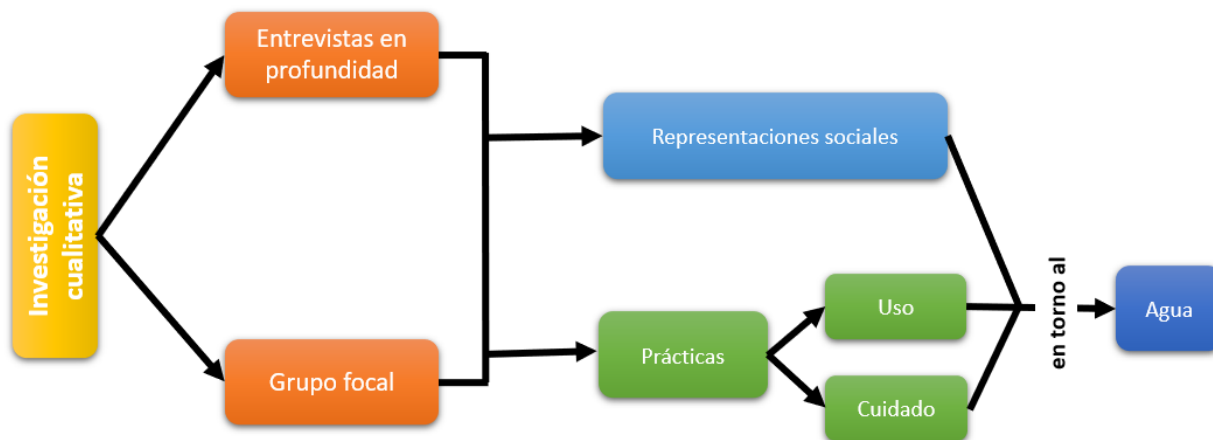 Investigación
cualitativa
Entrevistas en
profundidad
Grupo focal
Representaciones sociales
Prácticas
Uso
Cuidado
en torno al
Agua